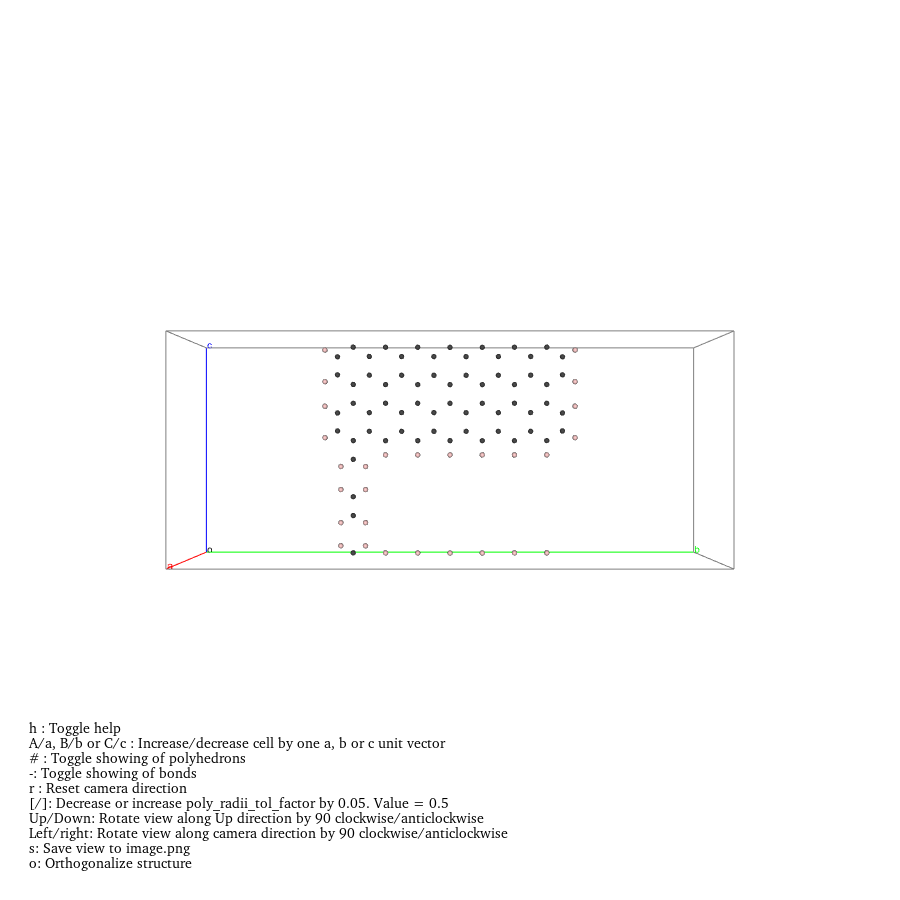 c
o
b
a
h : Toggle help
A/a, B/b or C/c : Increase/decrease cell by one a, b or c unit vector
# : Toggle showing of polyhedrons
-: Toggle showing of bonds
r : Reset camera direction
[/]: Decrease or increase poly_radii_tol_factor by 0.05. Value = 0.5
Up/Down: Rotate view along Up direction by 90 clockwise/anticlockwise
Left/right: Rotate view along camera direction by 90 clockwise/anticlockwise
s: Save view to image.png
o: Orthogonalize structure